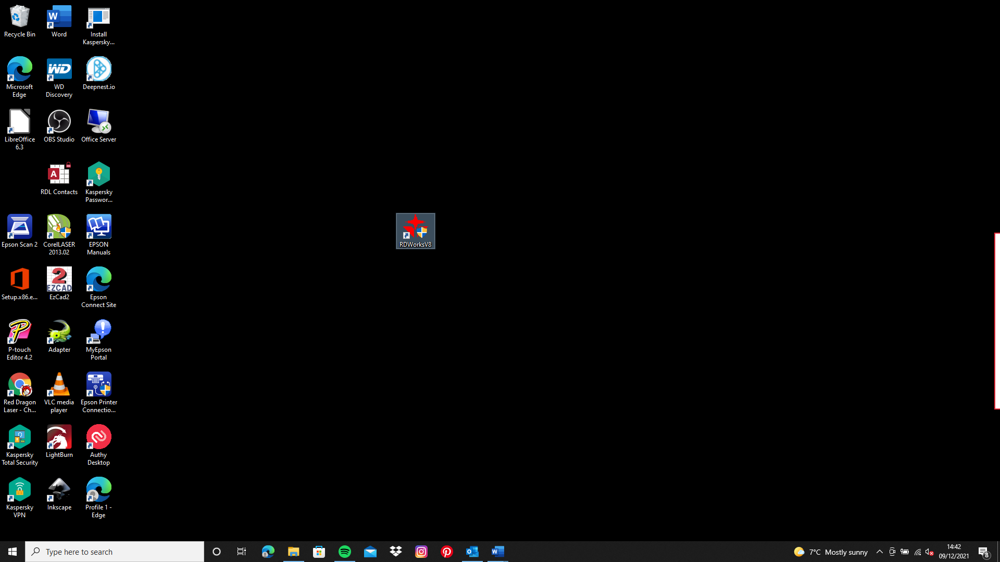 Recycle Bin
Word
Install
Kaspersky...
Microsoft
Edge
WD
WD
Discovery
Deepnest.io
LibreOffice
6.3
OBS Studio
Office Server
A
RDL Contacts
Kaspersky
Passwor...
Epson Scan 2
CorelLASER
2013.02
EPSON
Manuals
RDWorksV8
Setup.x86.e...
2
EZCAD
EzCad2
Epson
Connect Site
P
P-touch
Editor 4.2
Adapter
MyEpson
Portal
Red Dragon
Laser - Ch...
VLC media
player
Epson Printer
Connectio...
Kaspersky
Total Security
LightBurn
Authy
Desktop
Kaspersky
VPN
Inkscape
Profile 1 -
Edge
Type here to search
7°C Mostly sunny
14:42
09/12/2021
8